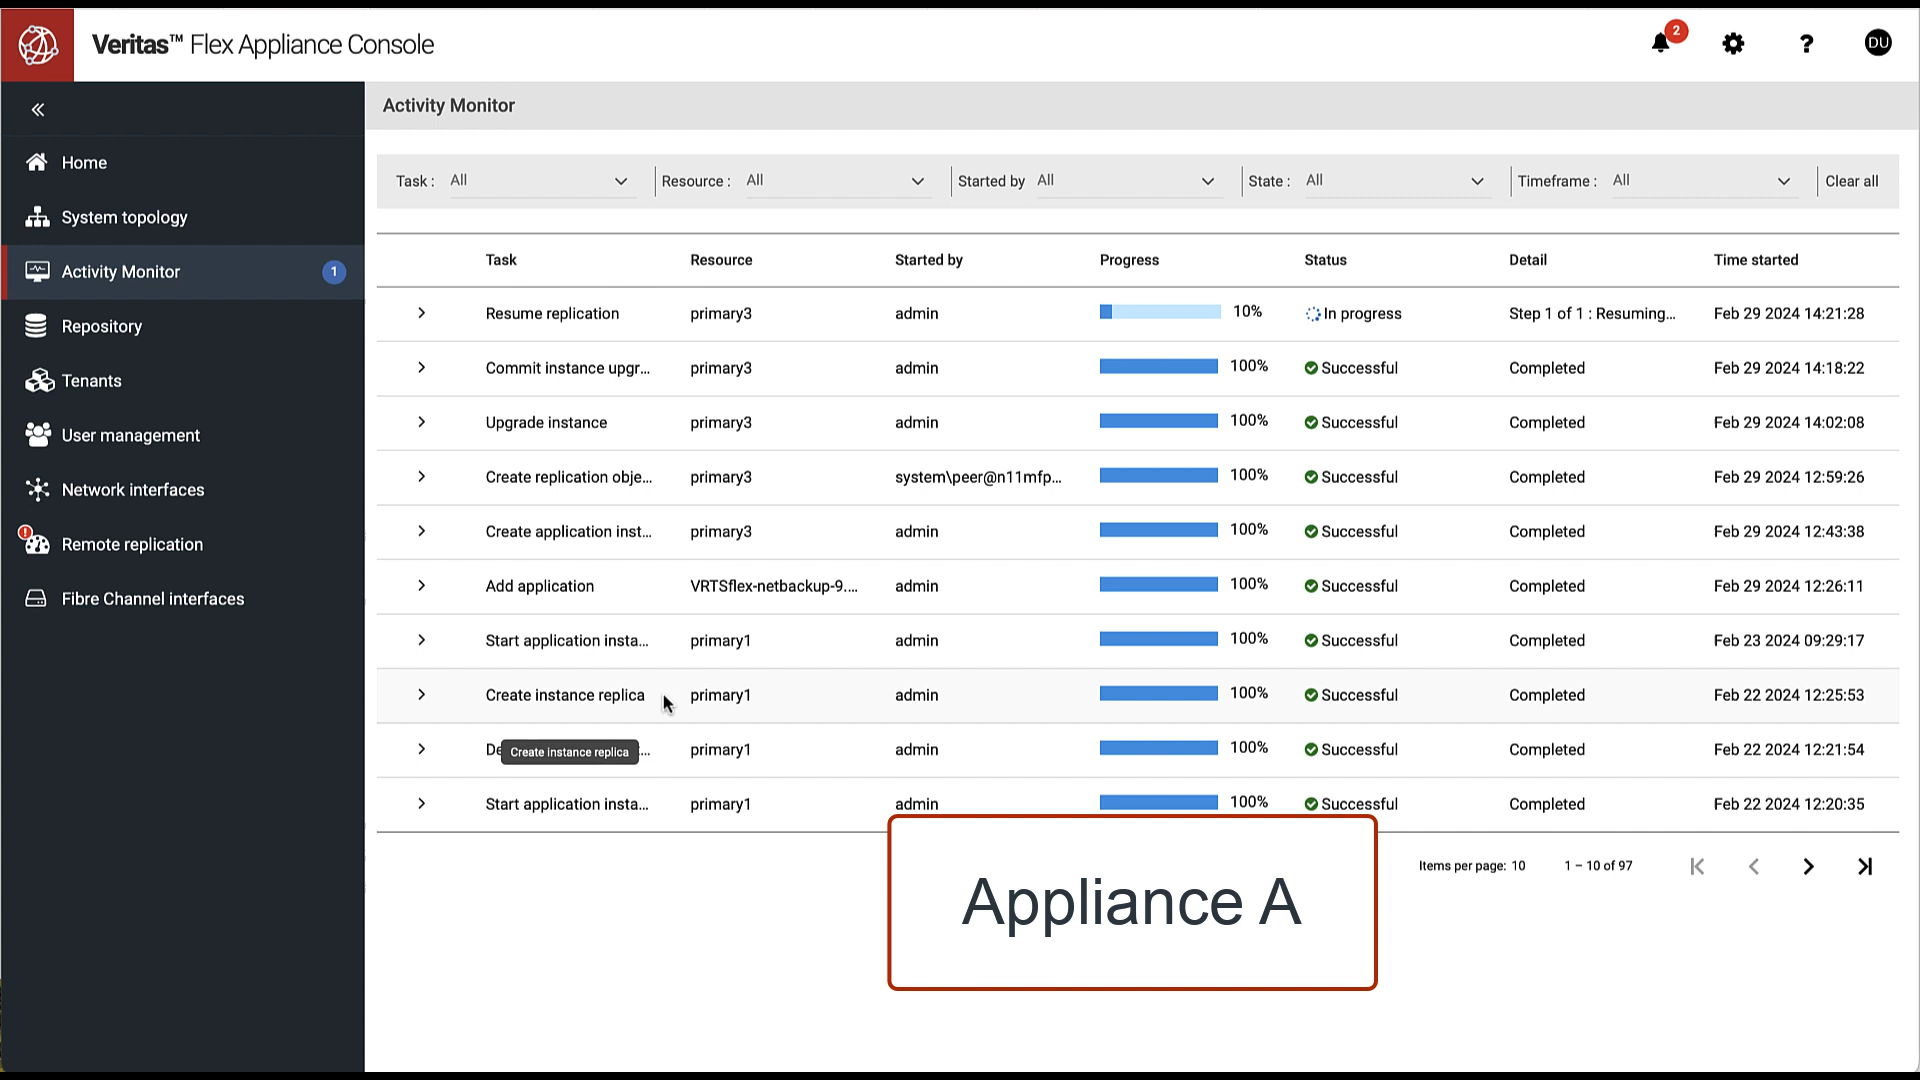 Veritas™ Flex Appliance Console
2
DU
Activity Monitor
Home
System topology
Activity Monitor
1
Repository
Tenants
User management
Network interfaces
Remote replication
Fibre Channel interfaces
Task : All Resource : All Started by All State : All Timeframe : All Clear all
Task Resource Started by Progress Status Detail Time started
Resume replication primary3 admin 10% In progress Step 1 of 1 : Resuming... Feb 29 2024 14:21:28
Commit instance upgr... primary3 admin 100% Successful Completed Feb 29 2024 14:18:22
Upgrade instance primary3 admin 100% Successful Completed Feb 29 2024 14:02:08
Create replication obje... primary3 system\peer@n11mfp... 100% Successful Completed Feb 29 2024 12:59:26
Create application inst... primary3 admin 100% Successful Completed Feb 29 2024 12:43:38
Add application VRTSflex-netbackup-9.... admin 100% Successful Completed Feb 29 2024 12:26:11
Start application insta... primary1 admin 100% Successful Completed Feb 23 2024 09:29:17
Create instance replica primary1 admin 100% Successful Completed Feb 22 2024 12:25:53
De Create instance replica ... primary1 admin 100% Successful Completed Feb 22 2024 12:21:54
Start application insta... primary1 admin 100% Successful Completed Feb 22 2024 12:20:35
Items per page: 10 1 – 10 of 97
Appliance A